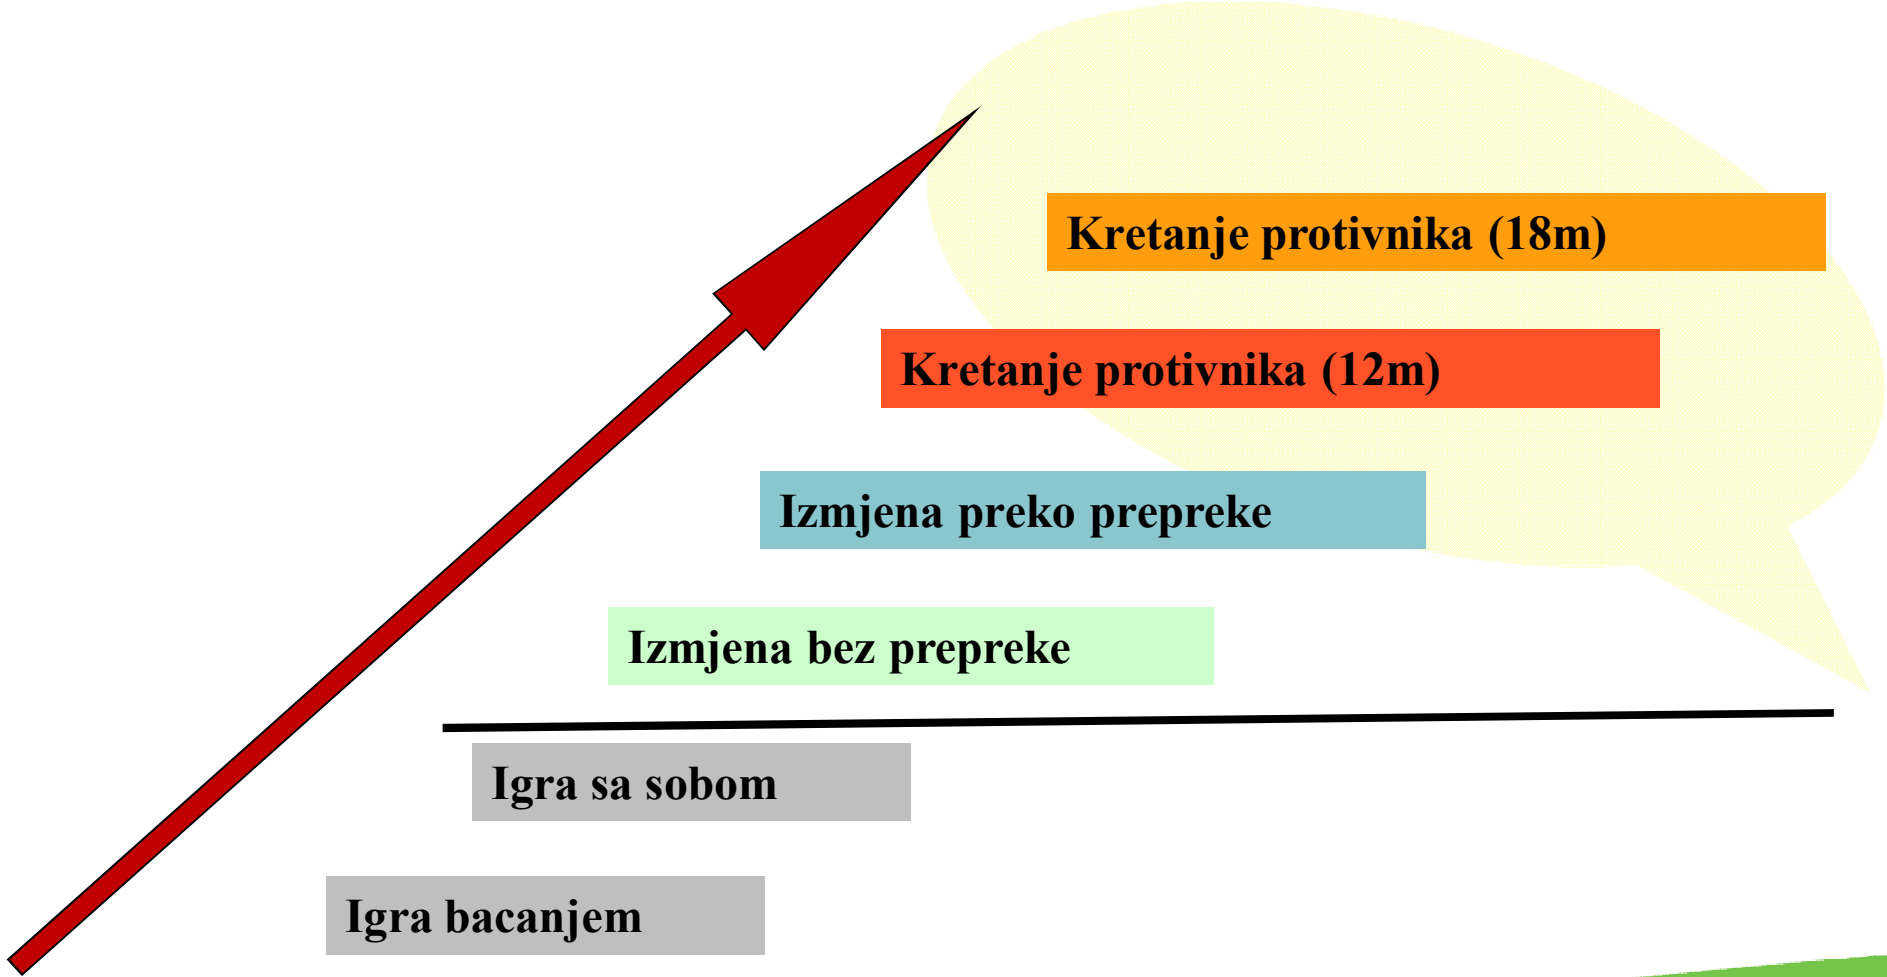 Kretanje protivnika (18m)
Kretanje protivnika (12m)
Izmjena preko prepreke
Izmjena bez prepreke
Igra sa sobom
Igra bacanjem